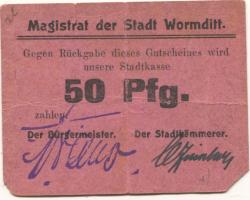 Magistrat der Stadt Wormditt.
Gegen Rückgabe dieses Gutscheines wird
unsere Stadtkasse
50 Pfg.
zahlen.
Der Bürgermeister. Der Stadtkämmerer.